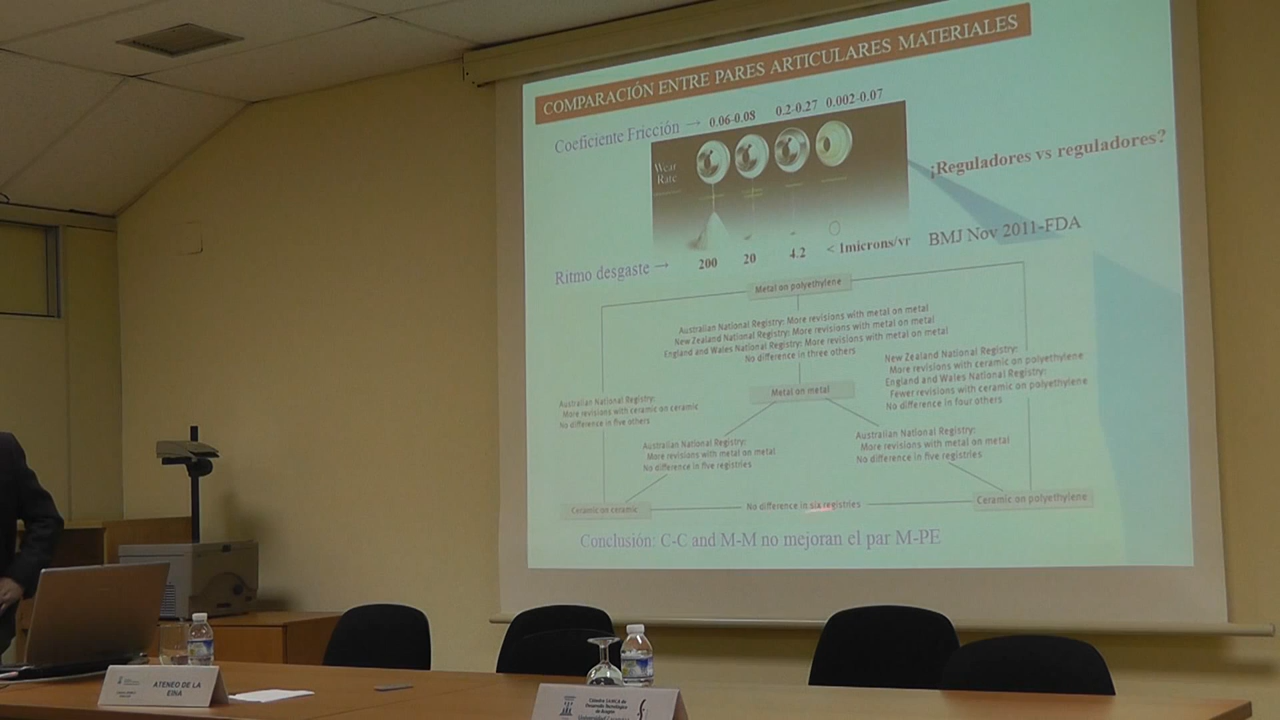 COMPARACIÓN ENTRE PARES ARTICULARES MATERIALES
Coeficiente Fricción → 0.06-0.08 0.2-0.27 0.002-0.07
Wear
Rate
¡Reguladores vs reguladores?
BMJ Nov 2011-FDA
Ritmo desgaste → 200 20 4.2 < 1microns/yr
Metal on polyethylene
Australian National Registry: More revisions with metal on metal
New Zealand National Registry: More revisions with metal on metal
England and Wales National Registry: More revisions with metal on metal
No difference in three others
New Zealand National Registry:
More revisions with ceramic on polyethylene
England and Wales National Registry:
Fewer revisions with ceramic on polyethylene
No difference in four others
Metal on metal
Australian National Registry:
More revisions with ceramic on ceramic
No difference in five others
Australian National Registry:
More revisions with metal on metal
No difference in five registries
Australian National Registry:
More revisions with metal on metal
No difference in five registries
Ceramic on ceramic
No difference in six registries
Ceramic on polyethylene
Conclusión: C-C and M-M no mejoran el par M-PE
ATENEO DE LA
EINA
Cátedra SAMCA de
Desarrollo Tecnológico
de Aragón